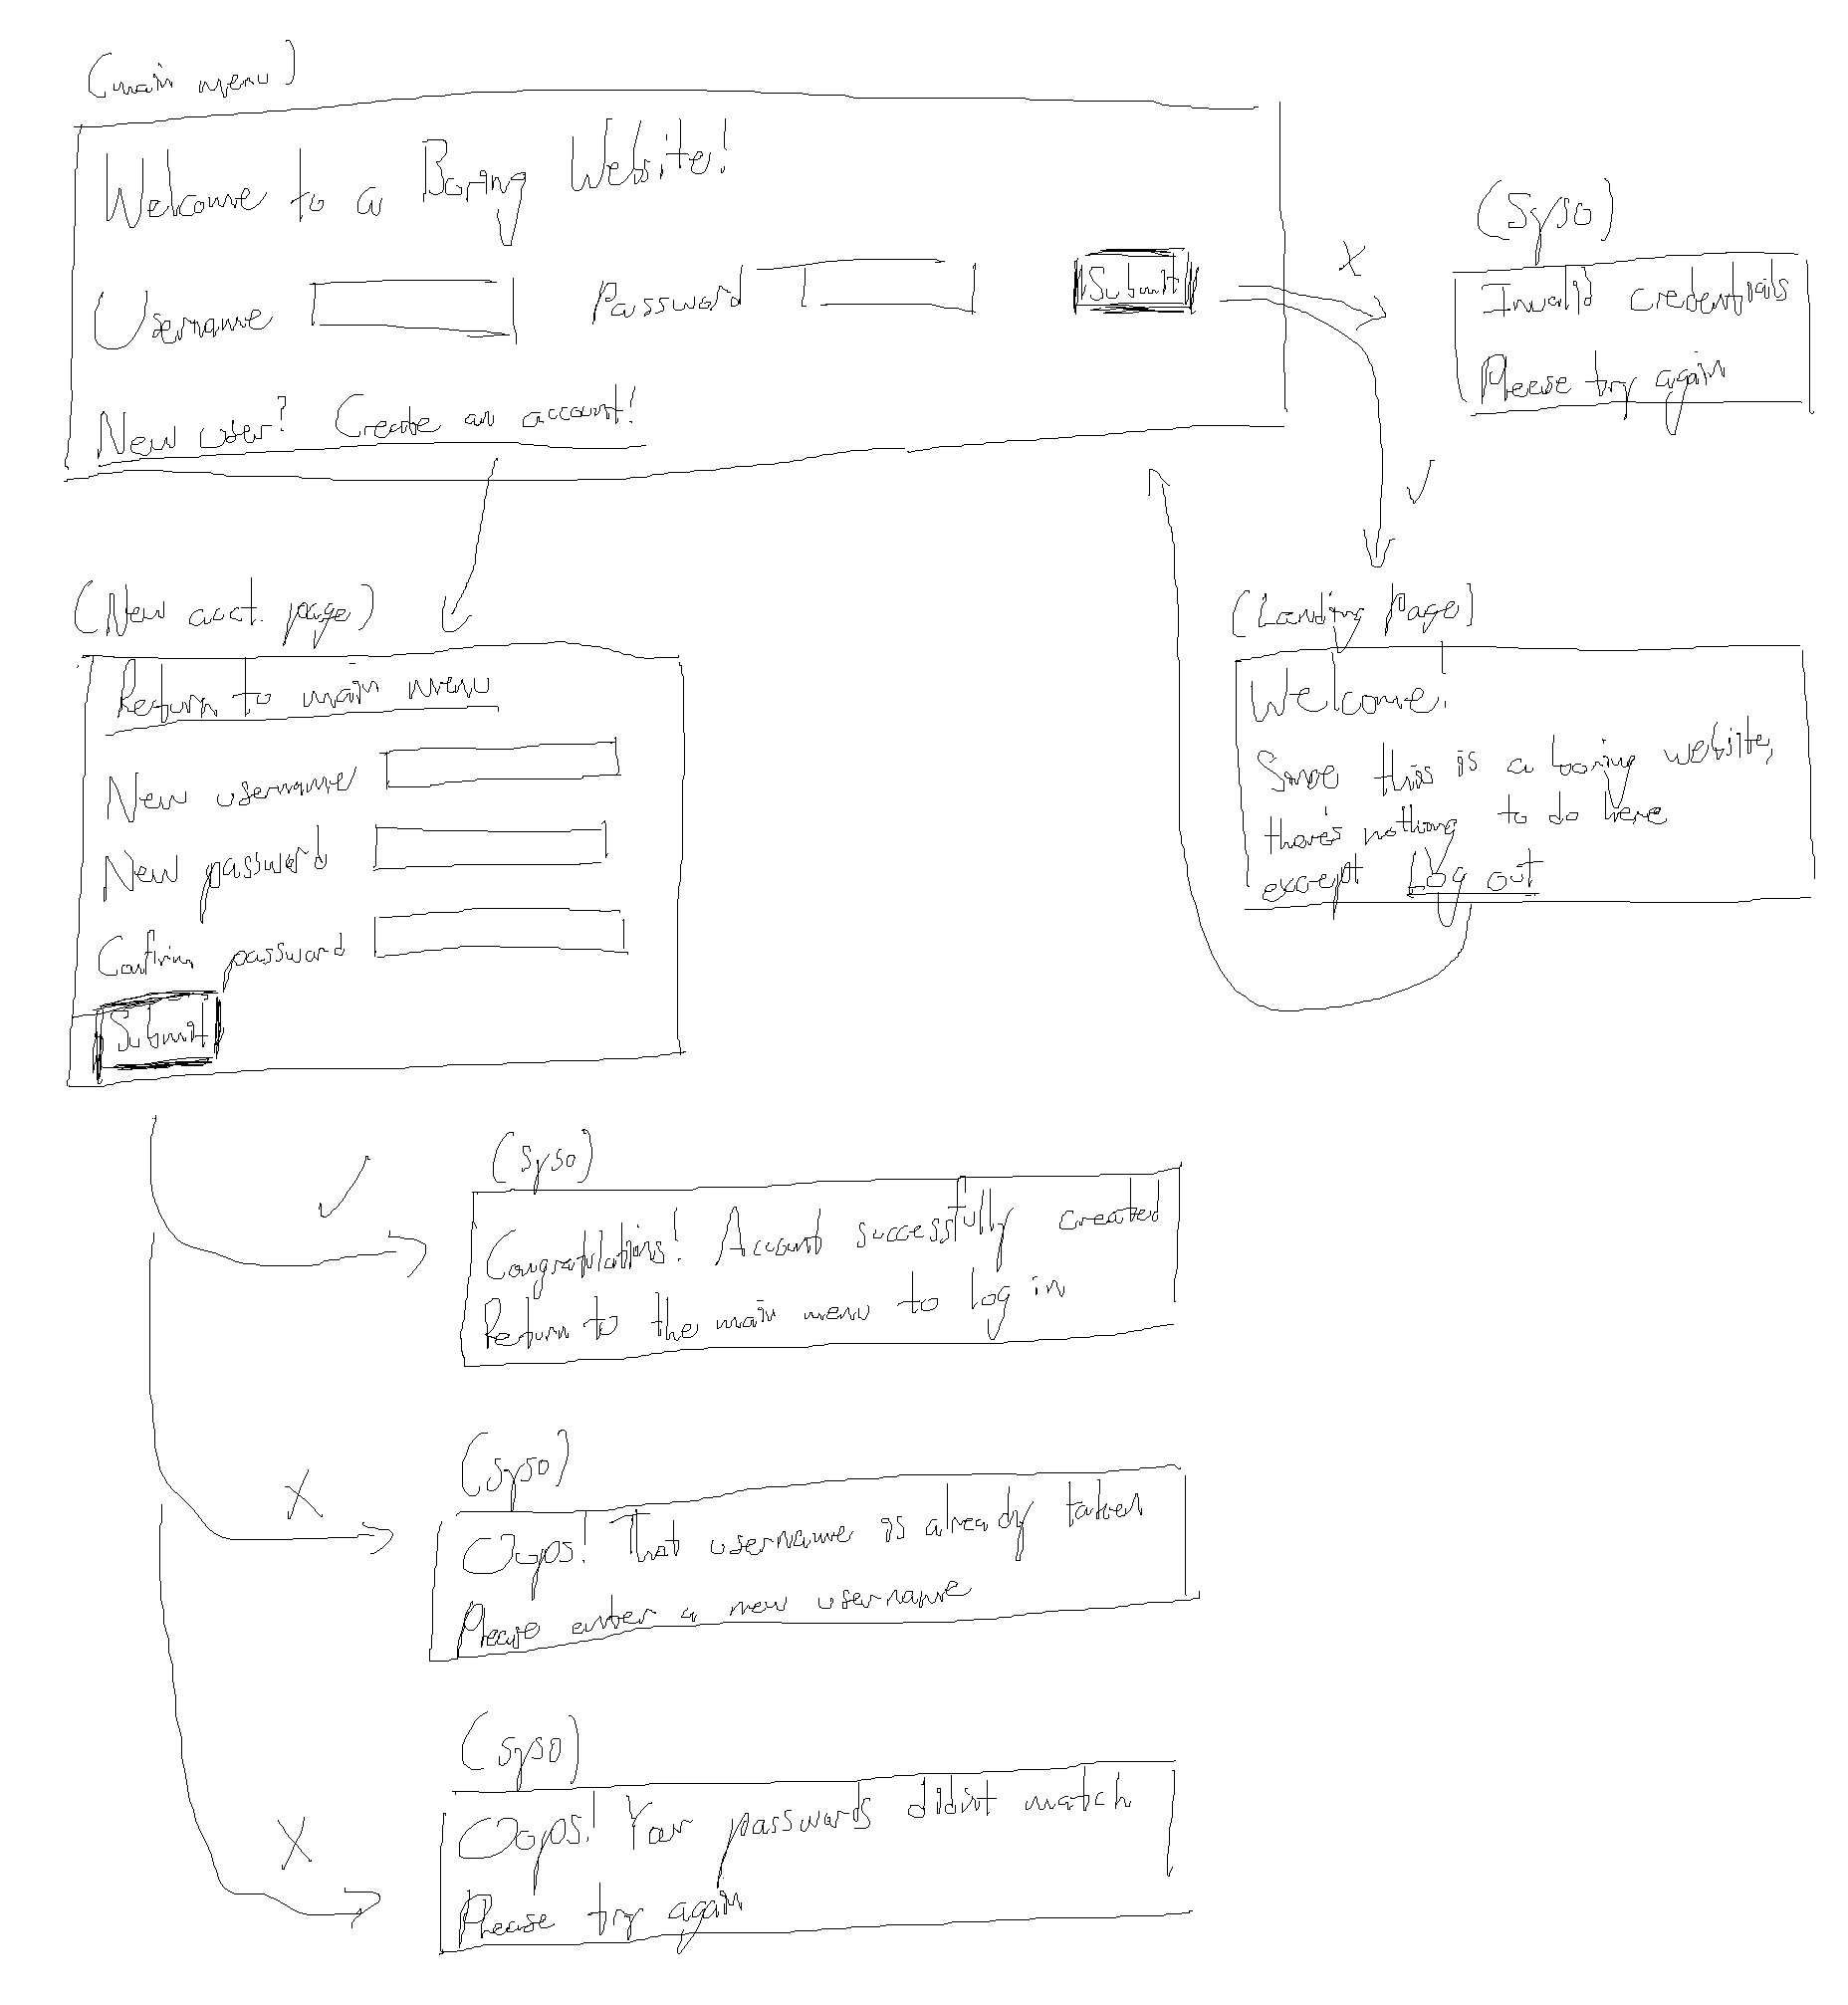 (main menu)
Welcome to a Boring Website!
Username Password Submit
New user? Create an account!
X
(Syso)
Invalid credentials
Please try again
✓
(Landing Page)
Welcome!
Since this is a boring website,
there's nothing to do here
except Log out
(New acct. page)
Return to main menu
New username
New password
Confirm password
Submit
✓
(Syso)
Congratulations! Account successfully created
Return to the main menu to log in
X
(Syso)
Oops! That username is already taken
Please enter a new username
X
(Syso)
Oops! Your passwords didn't match
Please try again